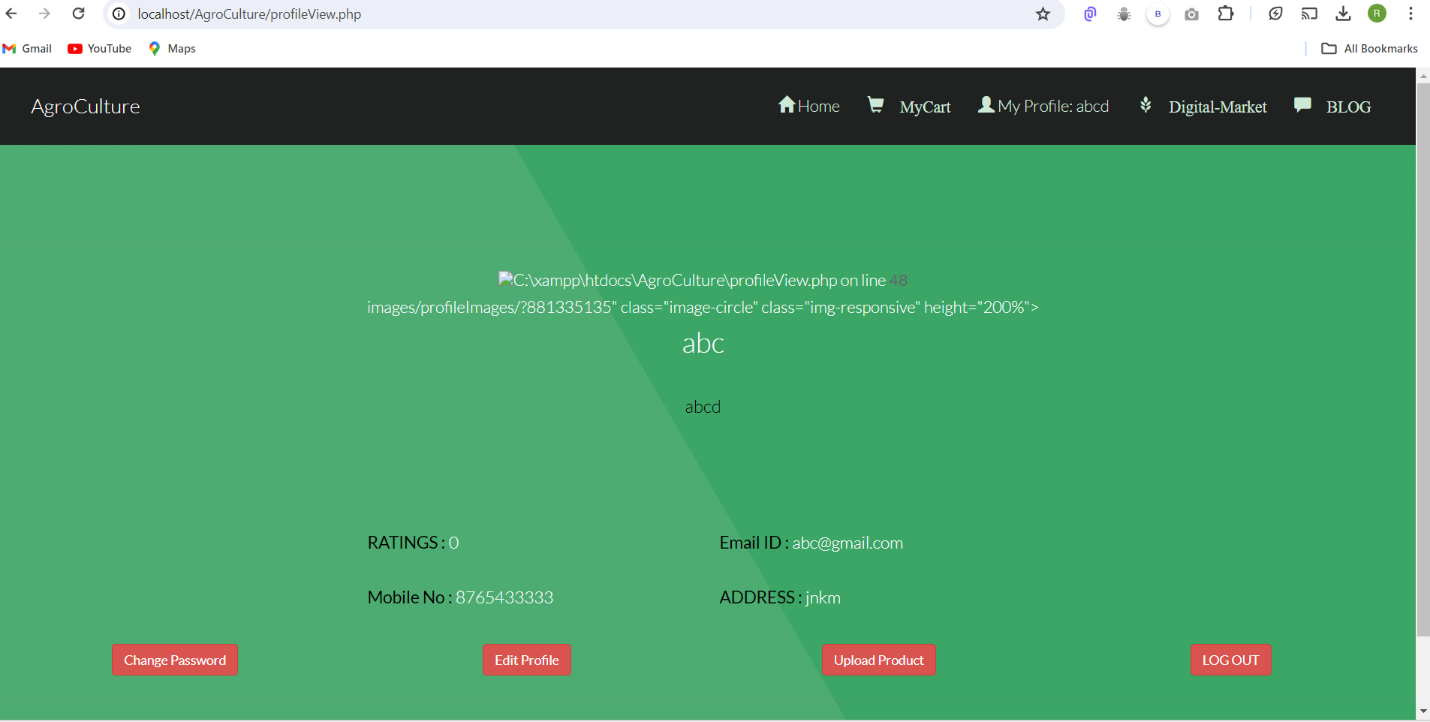 localhost/AgroCulture/profileView.php
B
R
Gmail YouTube Maps All Bookmarks
AgroCulture Home MyCart My Profile: abcd Digital-Market BLOG
C:\xampp\htdocs\AgroCulture\profileView.php on line 48
images/profileImages/?881335135" class="image-circle" class="img-responsive" height="200%">
abc
abcd
RATINGS : 0 Email ID : abc@gmail.com
Mobile No : 8765433333 ADDRESS : jnkm
Change Password Edit Profile Upload Product LOG OUT